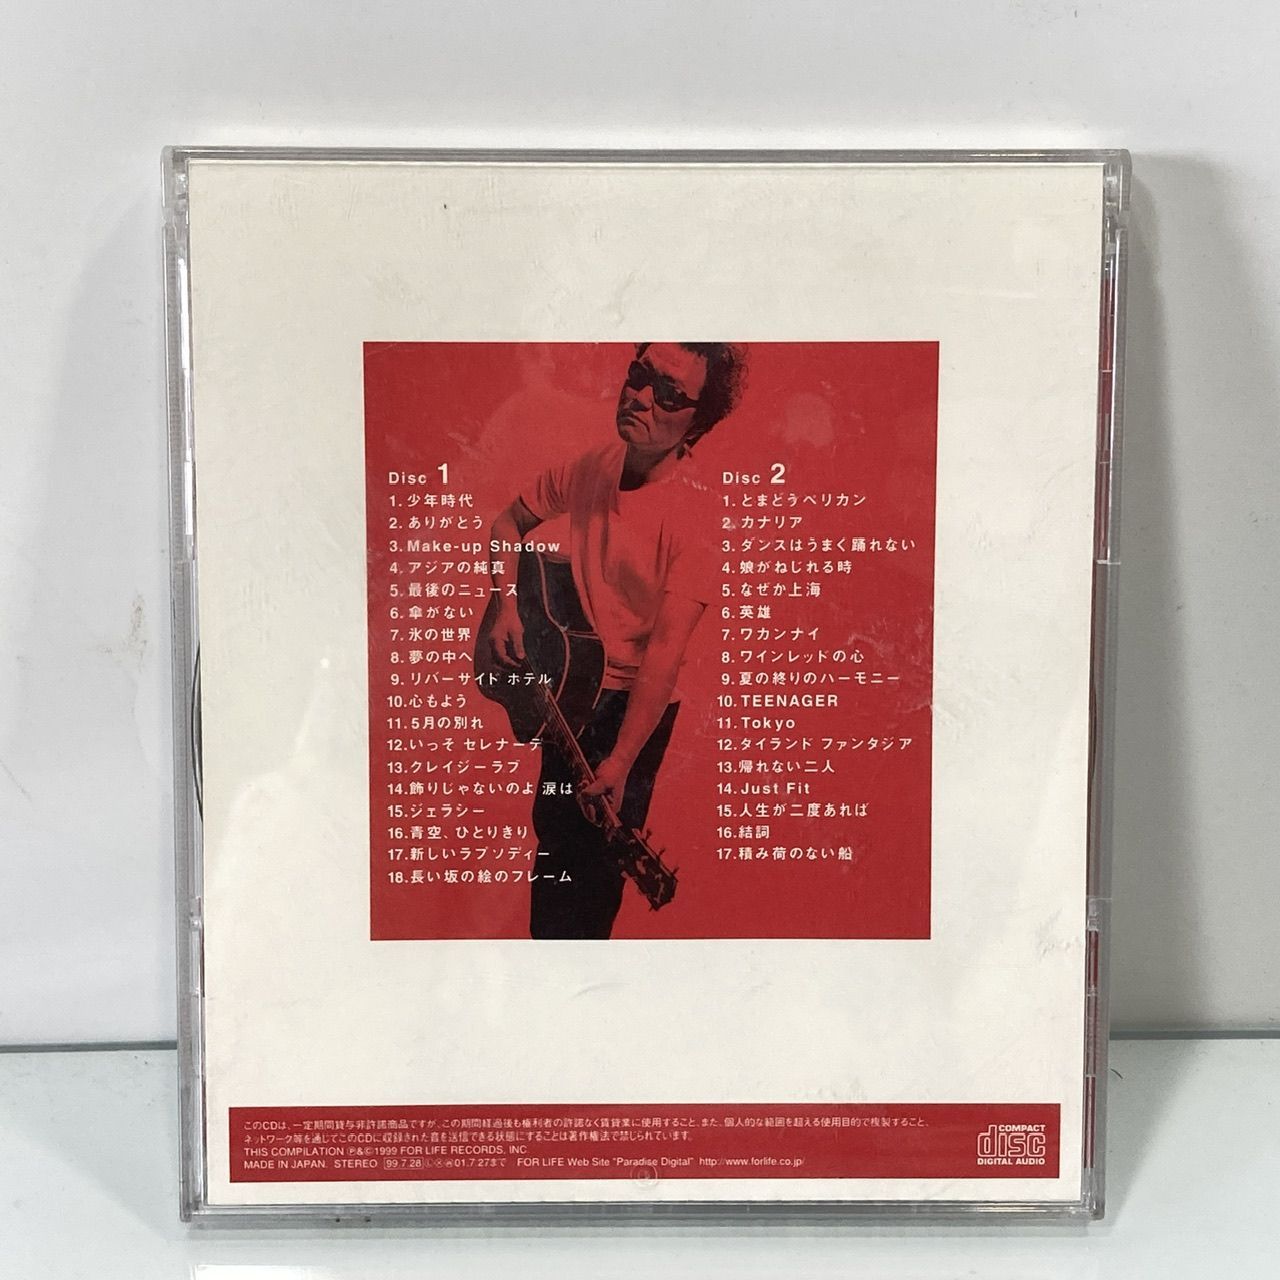 Disc 1
1.少年時代
2.ありがとう
3.Make-up Shadow
4.アジアの純真
5.最後のニュース
6.傘がない
7.氷の世界
8.夢の中へ
9.リバーサイド ホテル
10.心もよう
11.5月の別れ
12.いっそ セレナーデ
13.クレイジーラブ
14.飾りじゃないのよ 涙は
15.ジェラシー
16.青空、ひとりきり
17.新しいラプソディー
18.長い坂の絵のフレーム
Disc 2
1.とまどうペリカン
2.カナリア
3.ダンスはうまく踊れない
4.娘がねじれる時
5.なぜか上海
6.英雄
7.ワカンナイ
8.ワインレッドの心
9.夏の終りのハーモニー
10.TEENAGER
11.Tokyo
12.タイランド ファンタジア
13.帰れない二人
14.Just Fit
15.人生が二度あれば
16.結詞
17.積み荷のない船
このCDは、一定期間貸与非許諾商品ですが、この期間経過後も権利者の許諾なく賃貸業に使用すること、また、個人的な範囲を超える使用目的で複製すること、
ネットワーク等を通じてこのCDに収録された音を送信できる状態にすることは著作権法で禁じられています。
THIS COMPILATION ℗&©1999 FOR LIFE RECORDS, INC.
MADE IN JAPAN. STEREO 99.7.28 Ⓛ01.7.27まで FOR LIFE Web Site "Paradise Digital" http://www.forlife.co.jp/
COMPACT
disc
DIGITAL AUDIO